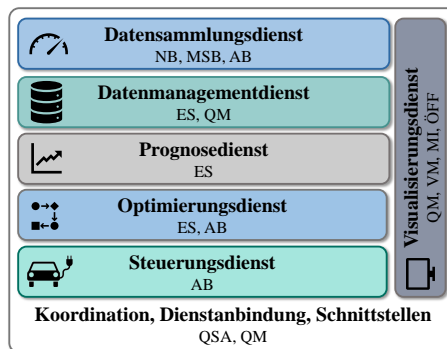 Datensammlungsdienst
NB, MSB, AB
Datenmanagementdienst
ES, QM
Prognosedienst
ES
Optimierungsdienst
ES, AB
Steuerungsdienst
AB
Visualisierungsdienst
QM, VM, MI, ÖFF
Koordination, Dienstanbindung, Schnittstellen
QSA, QM